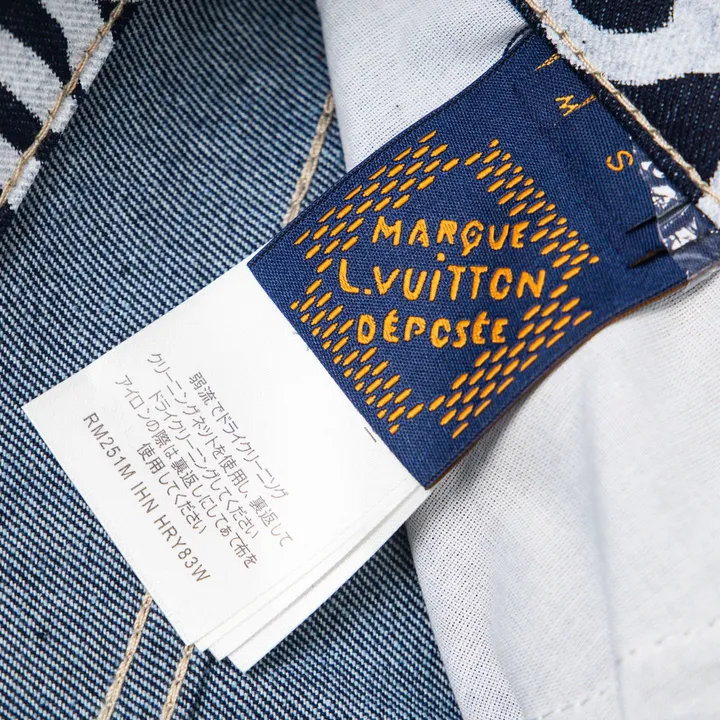 MARQUE
L.VUITTON
DÉPOSÉE
M
S
弱流でドライクリーニング
クリーニングネットを使用し、裏返して
ドライクリーニングしてください
アイロンの際は裏返しにしてあて布を
使用してください
RM251M IHN HRY83W